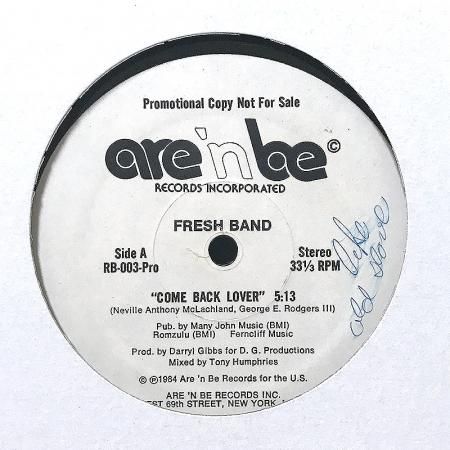 Promotional Copy Not For Sale
are 'n be ©
RECORDS INCORPORATED
FRESH BAND
Side A
RB-003-Pro
Stereo
33⅓ RPM
"COME BACK LOVER" 5:13
(Neville Anthony McLachland, George E. Rodgers III)
Pub. by Many John Music (BMI)
Romzulu (BMI) Ferncliff Music
Prod. by Darryl Gibbs for D. G. Productions
Mixed by Tony Humphries
© ℗1984 Are 'N Be Records for the U.S.
ARE 'N BE RECORDS INC.
69th STREET, NEW YORK
old